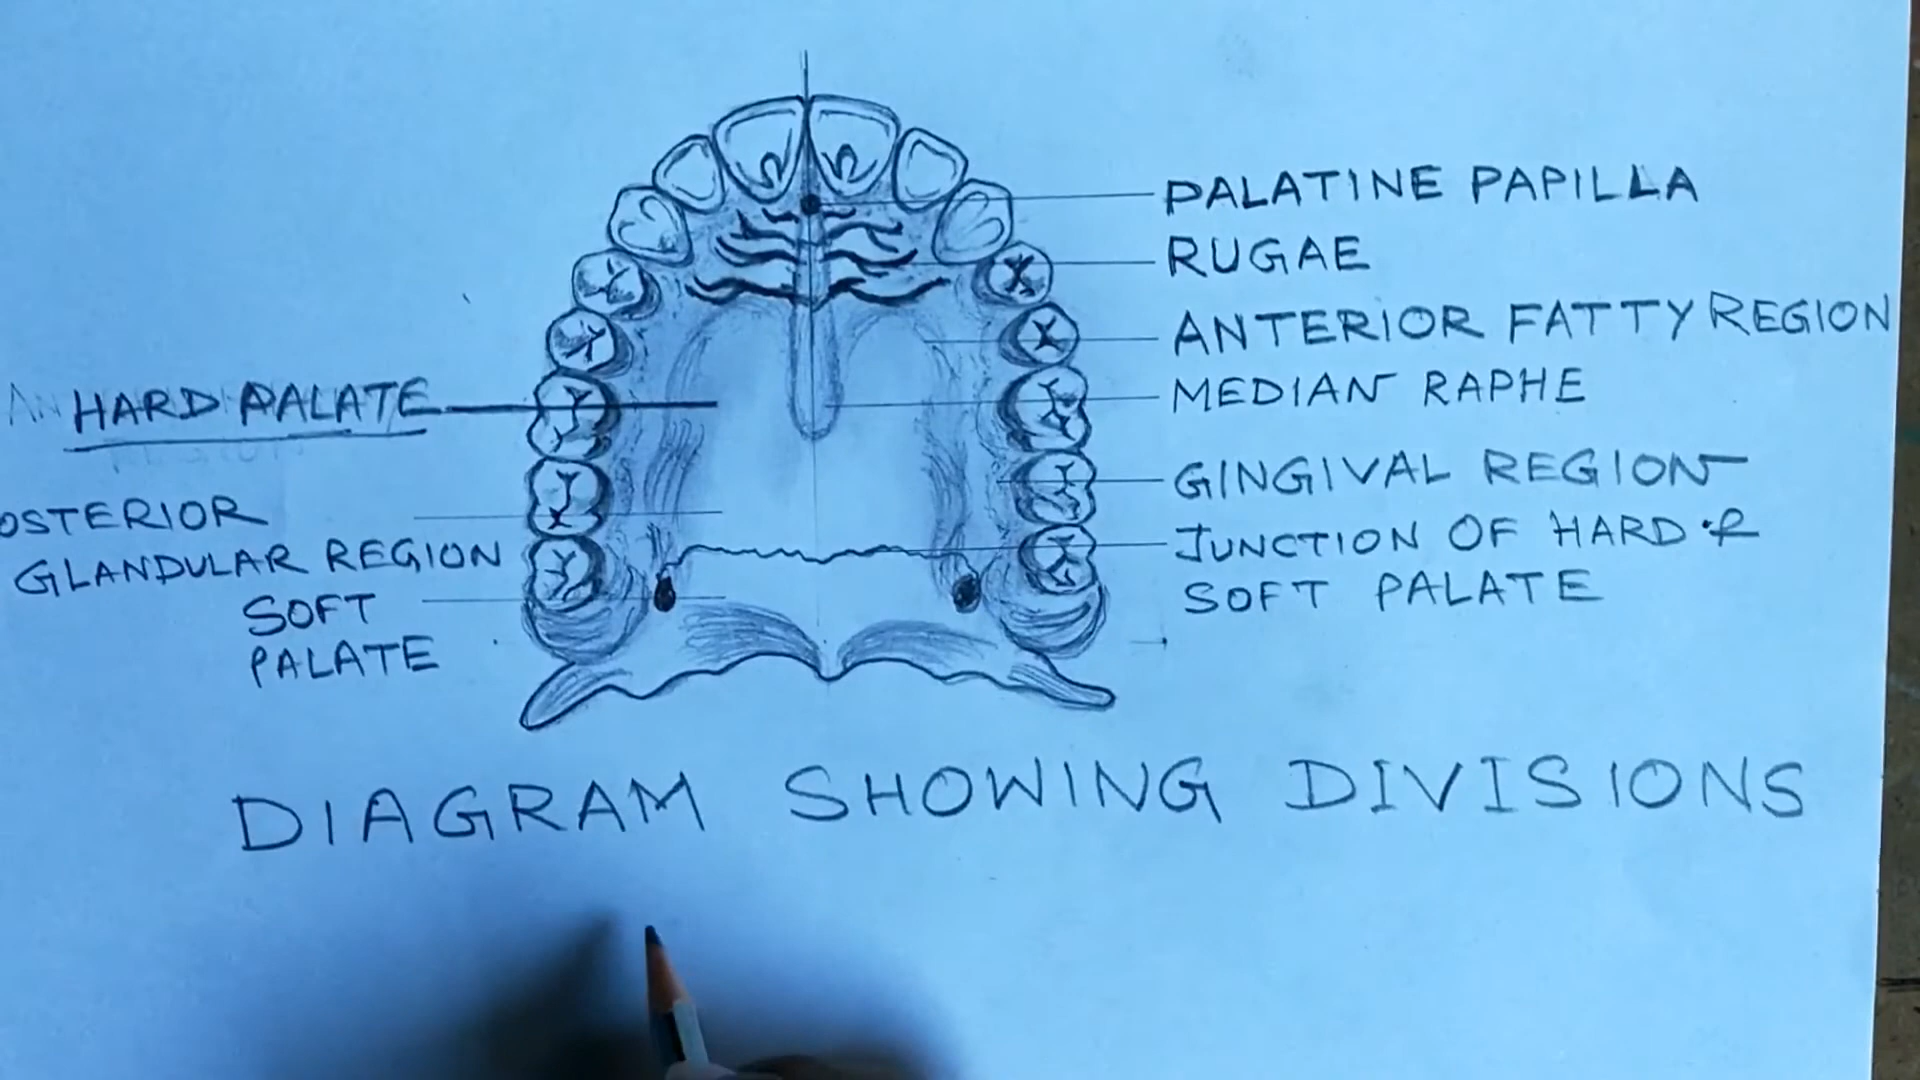 PALATINE PAPILLA
RUGAE
ANTERIOR FATTY REGION
MEDIAN RAPHE
GINGIVAL REGION
JUNCTION OF HARD &
SOFT PALATE
HARD PALATE
OSTERIOR
GLANDULAR REGION
SOFT
PALATE
DIAGRAM SHOWING DIVISIONS